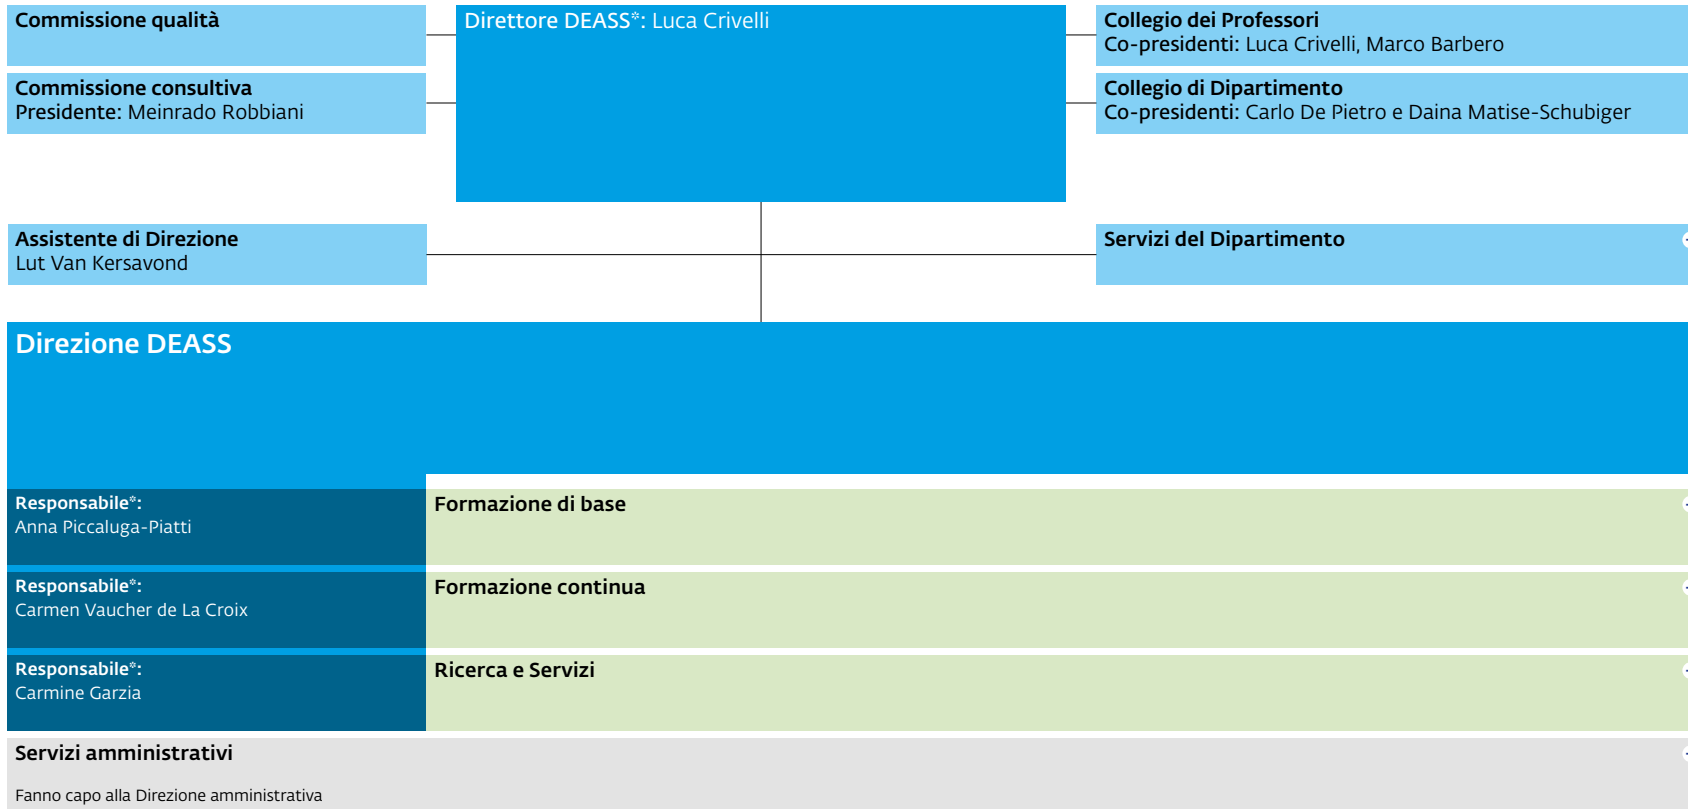 Commissione qualità
Direttore DEASS*: Luca Crivelli
Collegio dei Professori
Co-presidenti: Luca Crivelli, Marco Barbero
Commissione consultiva
Presidente: Meinrado Robbiani
Collegio di Dipartimento
Co-presidenti: Carlo De Pietro e Daina Matise-Schubiger
Assistente di Direzione
Lut Van Kersavond
Servizi del Dipartimento
Direzione DEASS
Responsabile*:
Anna Piccaluga-Piatti
Formazione di base
Responsabile*:
Carmen Vaucher de La Croix
Formazione continua
Responsabile*:
Carmine Garzia
Ricerca e Servizi
Servizi amministrativi
Fanno capo alla Direzione amministrativa